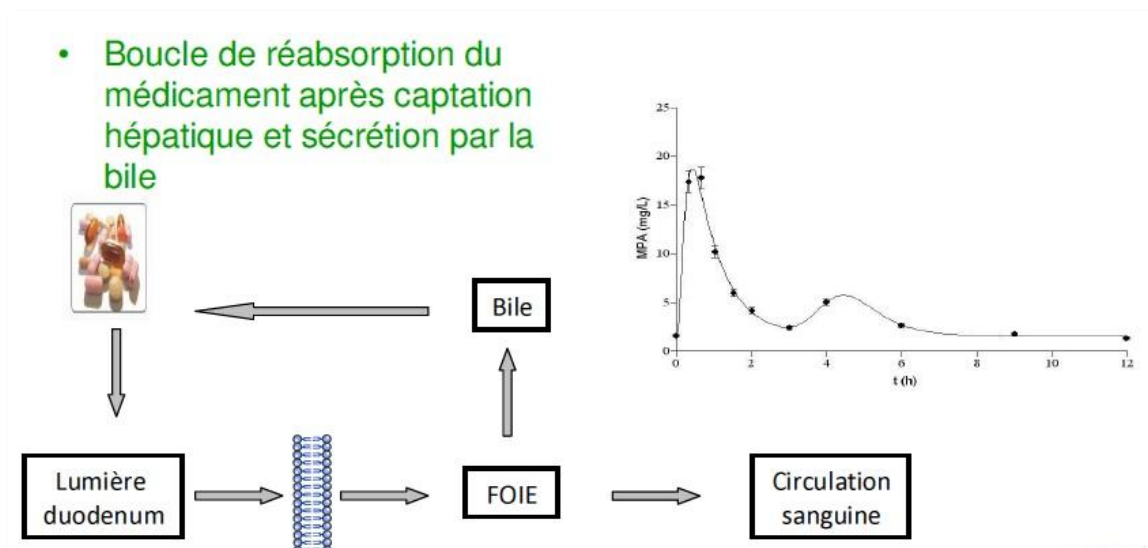 • Boucle de réabsorption du
médicament après captation
hépatique et sécrétion par la
bile
25
20
15
10
5
0
MPA (mg/L)
0 2 4 6 8 10 12
t (h)
Bile
Lumière
duodenum
FOIE
Circulation
sanguine